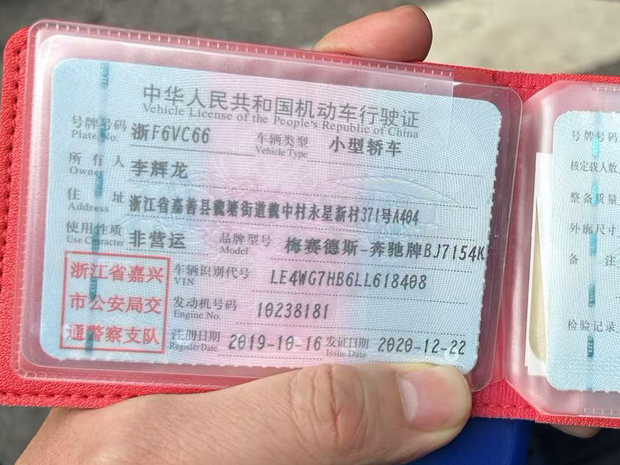 中华人民共和国机动车行驶证
Vehicle License of the People's Republic of China
号牌号码 浙F6VC66 车辆类型 小型轿车
Plate No. Vehicle Type
所有人 李辉龙
Owner
住址 浙江省嘉善县魏塘街道魏中村永星新村371号A404
Address
使用性质 非营运 品牌型号 梅赛德斯-奔驰牌BJ7154K
Use Character Model
浙江省嘉兴
市公安局交
通警察支队
车辆识别代号 LE4WG7HB6LL618408
VIN
发动机号码 10238181
Engine No.
注册日期 2019-10-16 发证日期 2020-12-22
Register Date Issue Date
号牌号码
核定载人数
整备质量
外廓尺寸
备注
检验记录